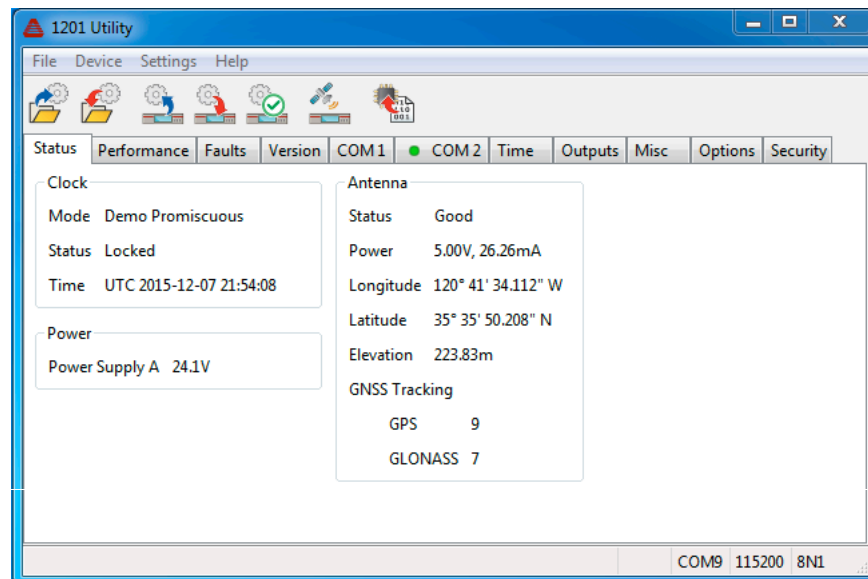 1201 Utility
File Device Settings Help
Status Performance Faults Version COM 1 COM 2 Time Outputs Misc Options Security
Clock
Mode Demo Promiscuous
Status Locked
Time UTC 2015-12-07 21:54:08
Power
Power Supply A 24.1V
Antenna
Status Good
Power 5.00V, 26.26mA
Longitude 120° 41' 34.112" W
Latitude 35° 35' 50.208" N
Elevation 223.83m
GNSS Tracking
GPS 9
GLONASS 7
COM9 115200 8N1